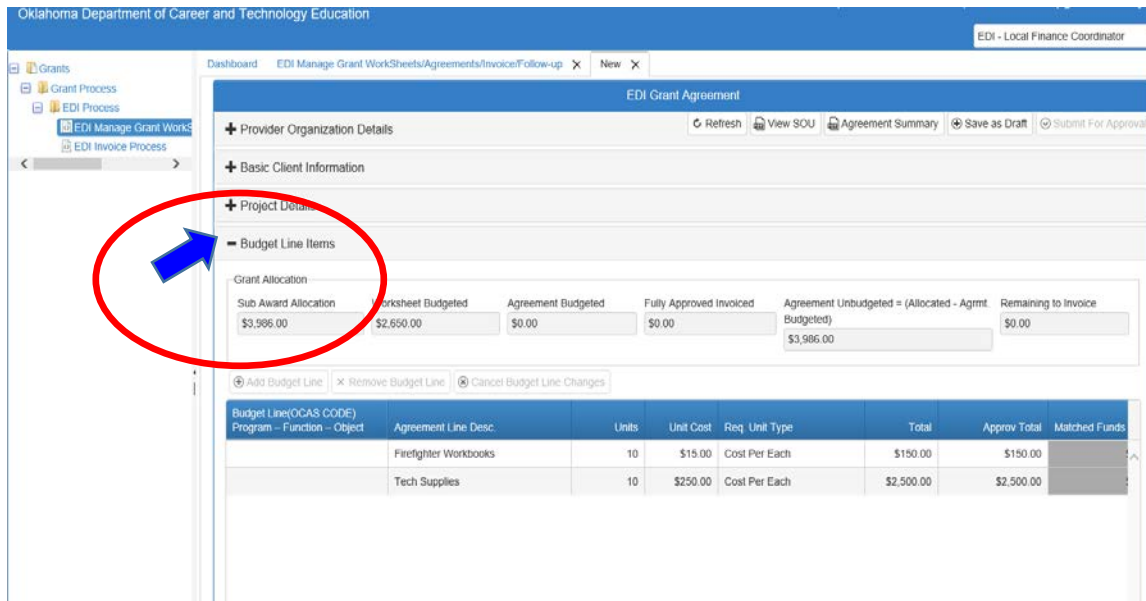 Oklahoma Department of Career and Technology Education
EDI - Local Finance Coordinator
Grants
Grant Process
EDI Process
EDI Manage Grant WorkS
EDI Invoice Process
Dashboard EDI Manage Grant WorkSheets/Agreements/Invoice/Follow-up X New X
EDI Grant Agreement
Provider Organization Details
Refresh View SOU Agreement Summary Save as Draft Submit For Approval
Basic Client Information
Project Details
Budget Line Items
Grant Allocation
Sub Award Allocation Worksheet Budgeted Agreement Budgeted Fully Approved Invoiced Agreement Unbudgeted = (Allocated - Agrmt. Budgeted) Remaining to Invoice
$3,986.00 $2,650.00 $0.00 $0.00 $3,986.00 $0.00
Add Budget Line Remove Budget Line Cancel Budget Line Changes
Budget Line(OCAS CODE)
Program – Function – Object Agreement Line Desc. Units Unit Cost Req. Unit Type Total Approv Total Matched Funds
Firefighter Workbooks 10 $15.00 Cost Per Each $150.00 $150.00
Tech Supplies 10 $250.00 Cost Per Each $2,500.00 $2,500.00